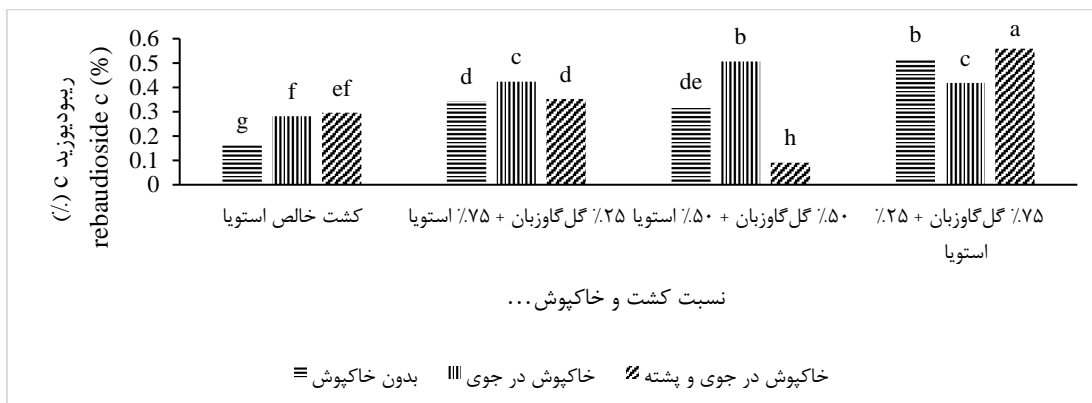 ریبودیوزید c (٪)
rebaudioside c (%)
0.6
0.5
0.4
0.3
0.2
0.1
0
g
f
ef
d
c
d
de
b
h
b
c
a
کشت خالص استویا
۲۵٪ گل‌گاوزبان + ۷۵٪ استویا
۵۰٪ گل‌گاوزبان + ۵۰٪ استویا
۷۵٪ گل‌گاوزبان + ۲۵٪
استویا
نسبت کشت و خاکپوش...
بدون خاکپوش
خاکپوش در جوی
خاکپوش در جوی و پشته